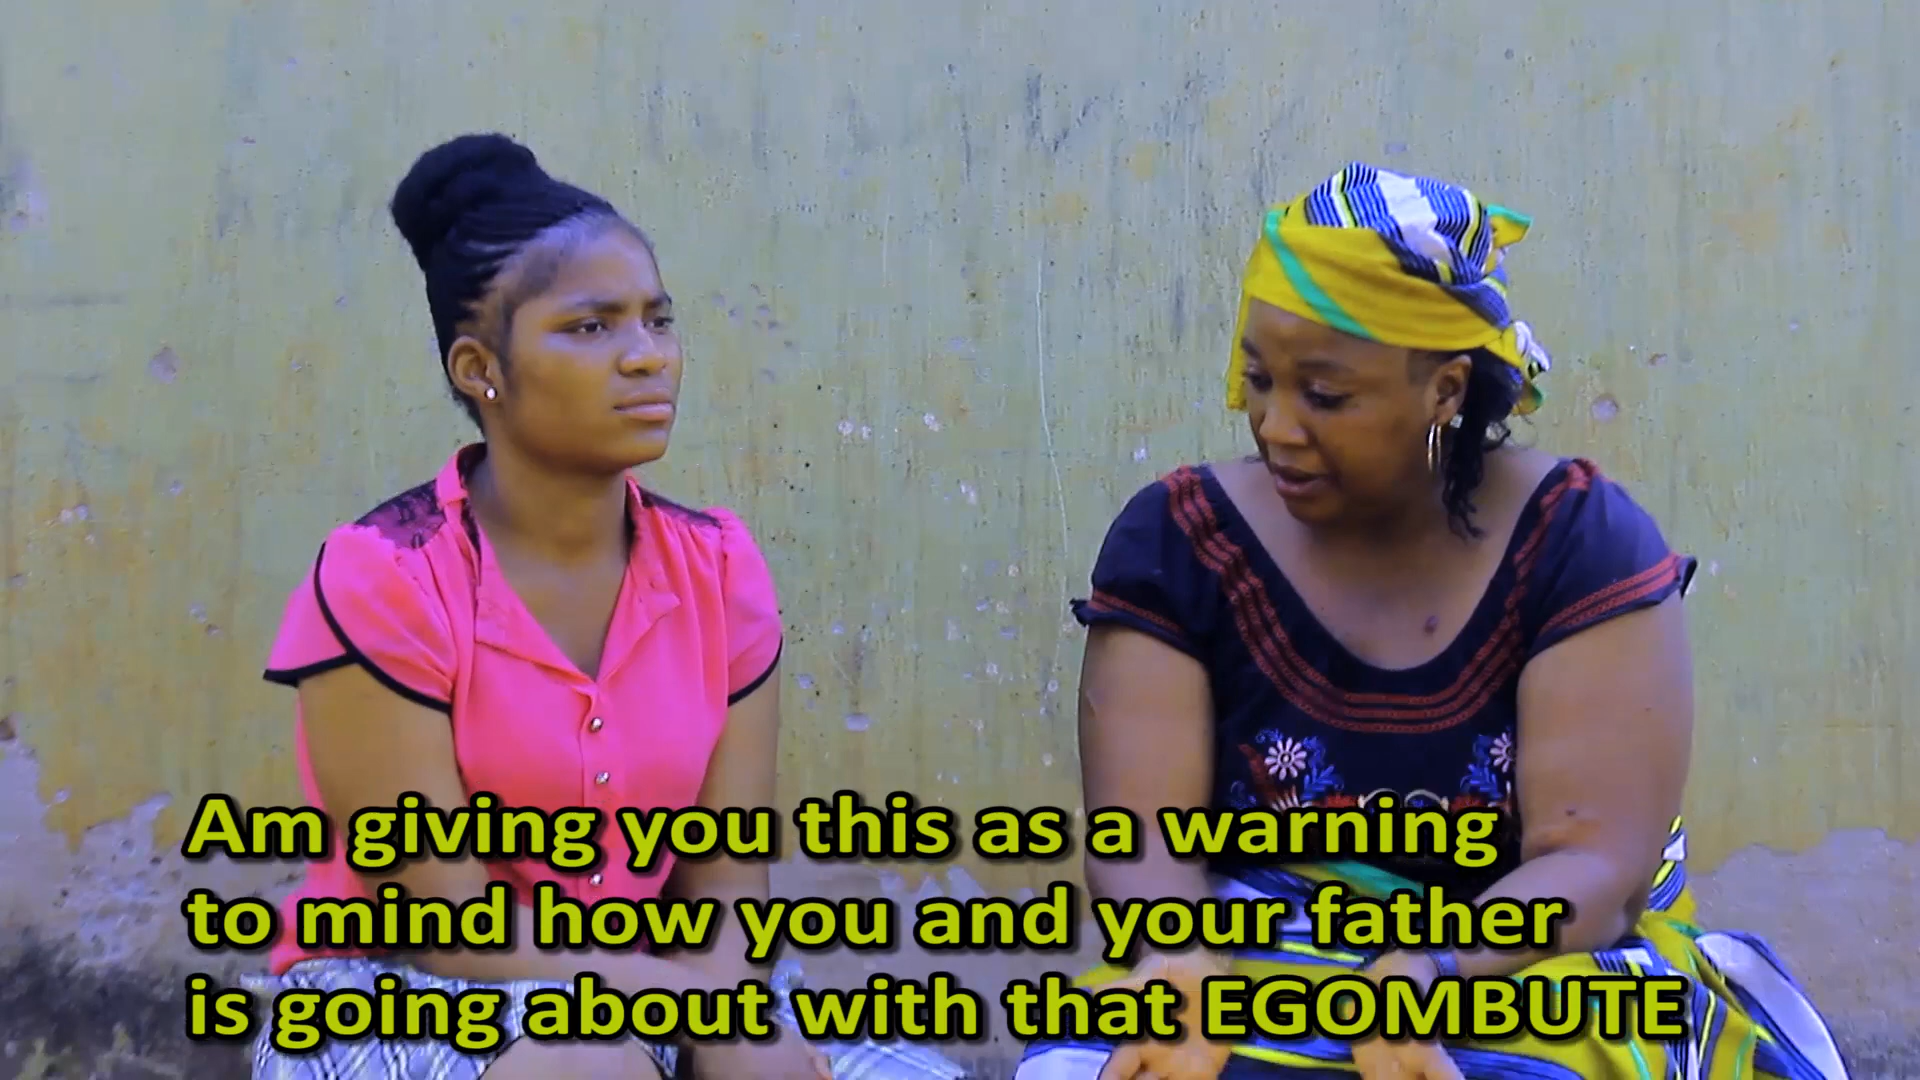 Am giving you this as a warning
to mind how you and your father
is going about with that EGOMBUTE